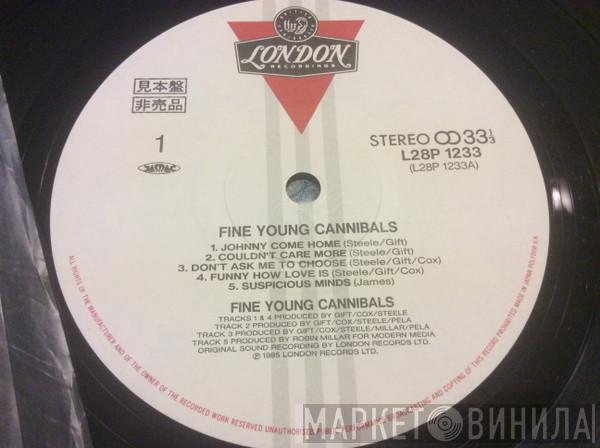 LONDON
RECORDINGS
見本盤
非売品
1
STEREO 33 1/3
L28P 1233
(L28P 1233A)
FINE YOUNG CANNIBALS
1. JOHNNY COME HOME (Steele/Gift)
2. COULDN'T CARE MORE (Steele/Gift)
3. DON'T ASK ME TO CHOOSE (Steele/Gift/Cox)
4. FUNNY HOW LOVE IS (Steele/Gift/Cox)
5. SUSPICIOUS MINDS (James)
FINE YOUNG CANNIBALS
TRACKS 1 & 4 PRODUCED BY GIFT/COX/STEELE
TRACK 2 PRODUCED BY GIFT/COX/STEELE/PELA
TRACK 3 PRODUCED BY GIFT/COX/STEELE/MILLAR/PELA
TRACK 5 PRODUCED BY ROBIN MILLAR FOR MODERN MEDIA
ORIGINAL SOUND RECORDING BY LONDON RECORDS LTD.
Ⓟ 1985 LONDON RECORDS LTD.
ALL RIGHTS OF THE MANUFACTURER AND OF THE OWNER OF THE RECORDED WORK RESERVED UNAUTHORISED PUBLIC PERFORMANCE BROADCASTING AND COPYING OF THIS RECORD PROHIBITED MADE IN JAPAN POLYDOR K.K.
МАРКЕТ ВИНИЛА